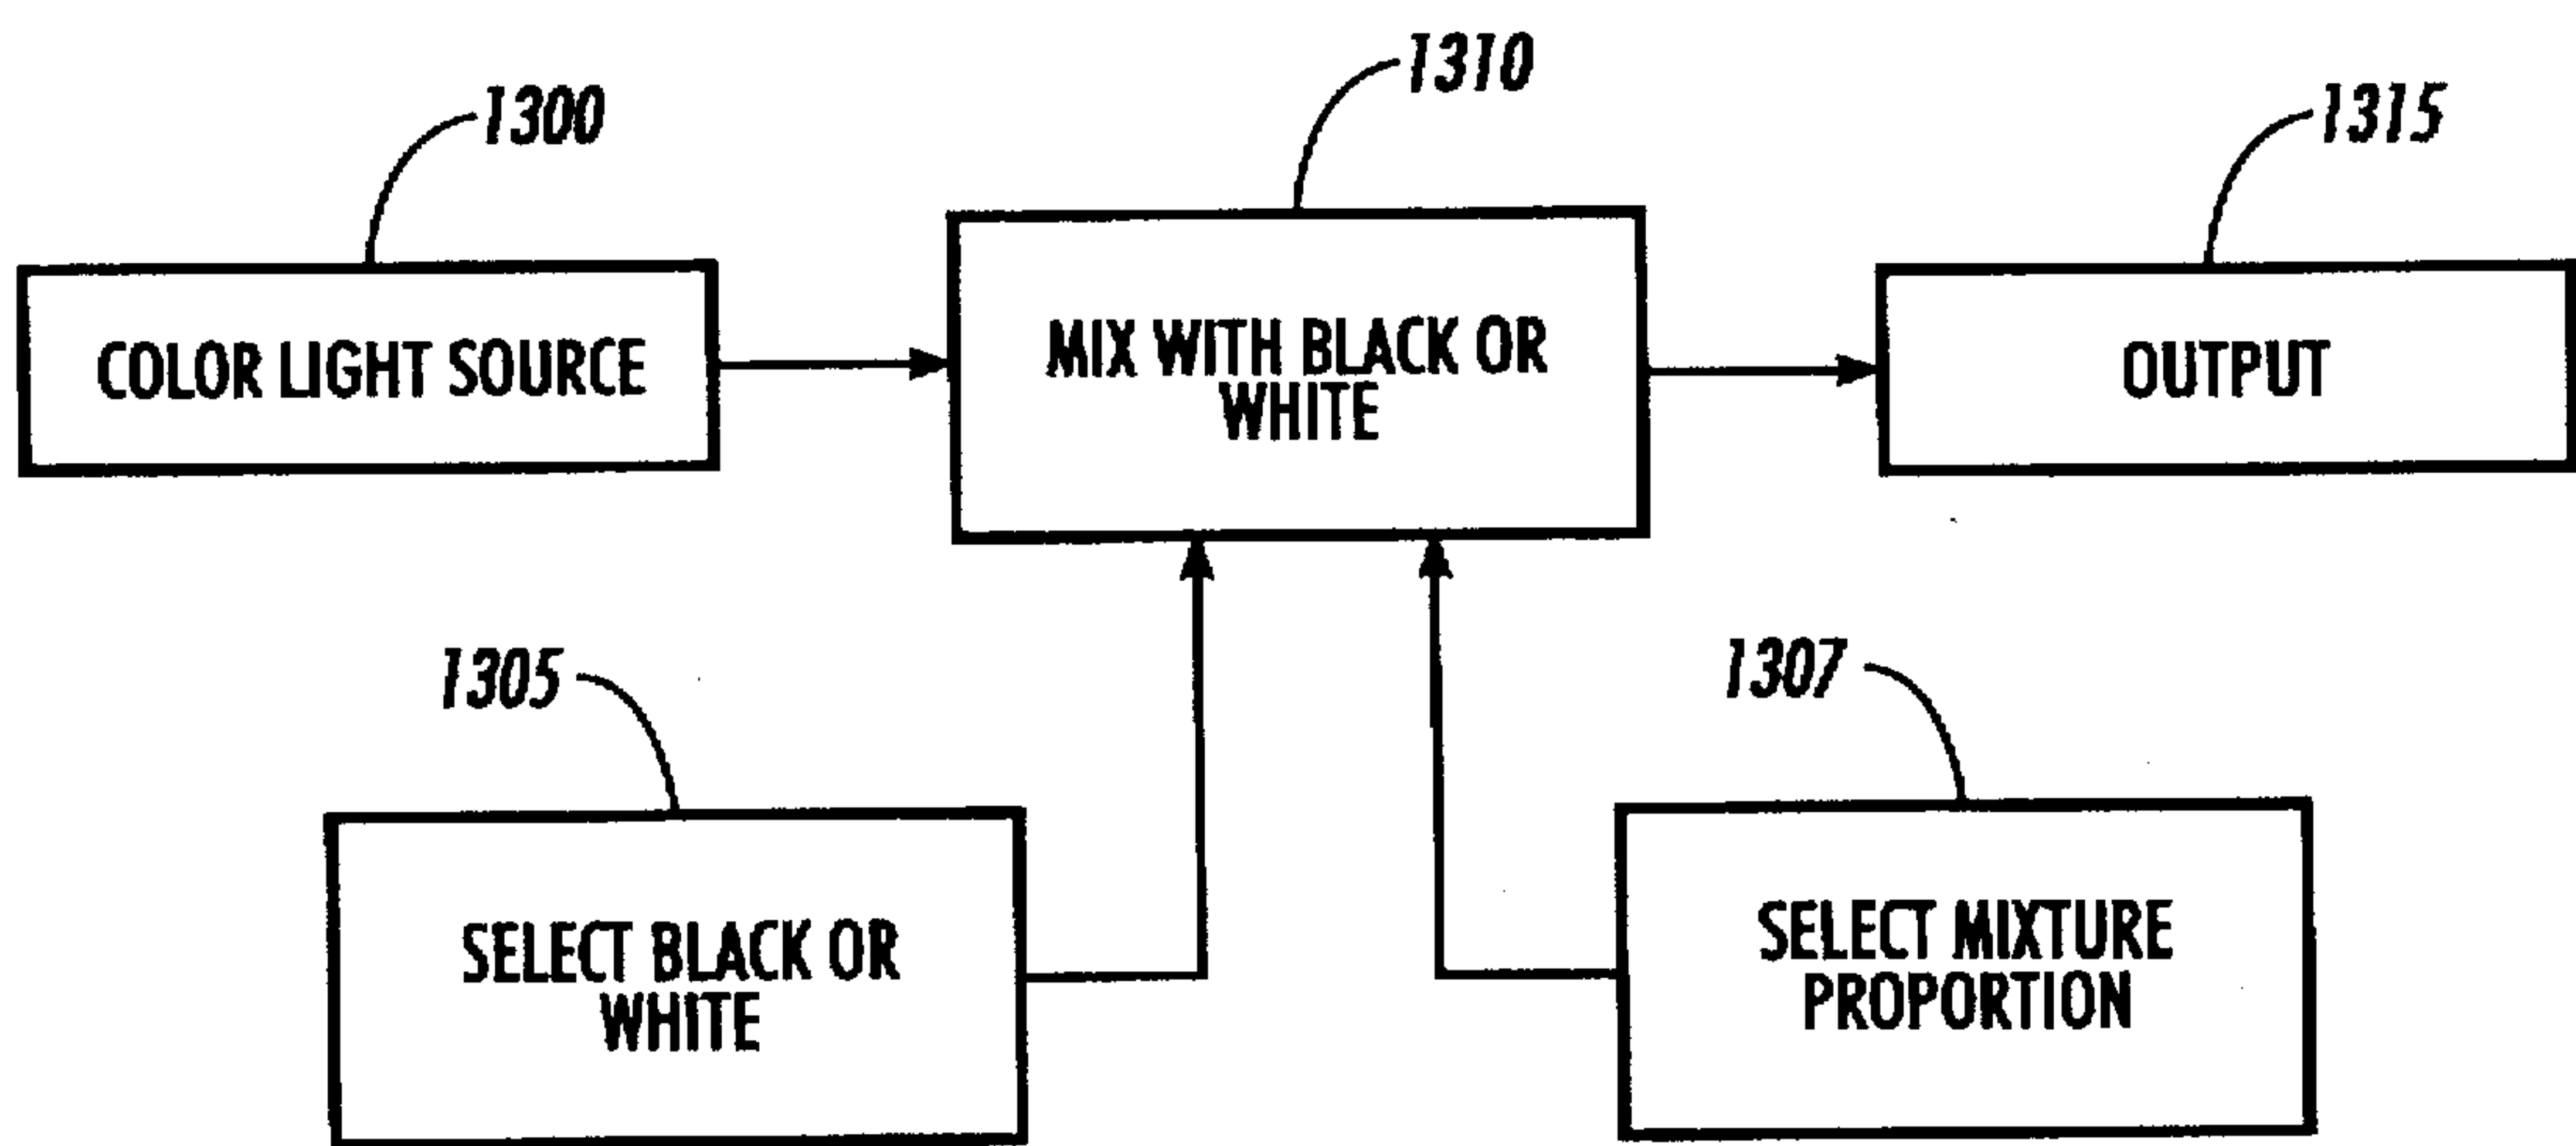 1310
1300
1315
COLOR LIGHT SOURCE
MIX WITH BLACK OR
WHITE
OUTPUT
1305
1307
SELECT BLACK OR
WHITE
SELECT MIXTURE
PROPORTION